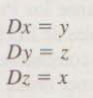 Dx = y
Dy = z
Dz = x